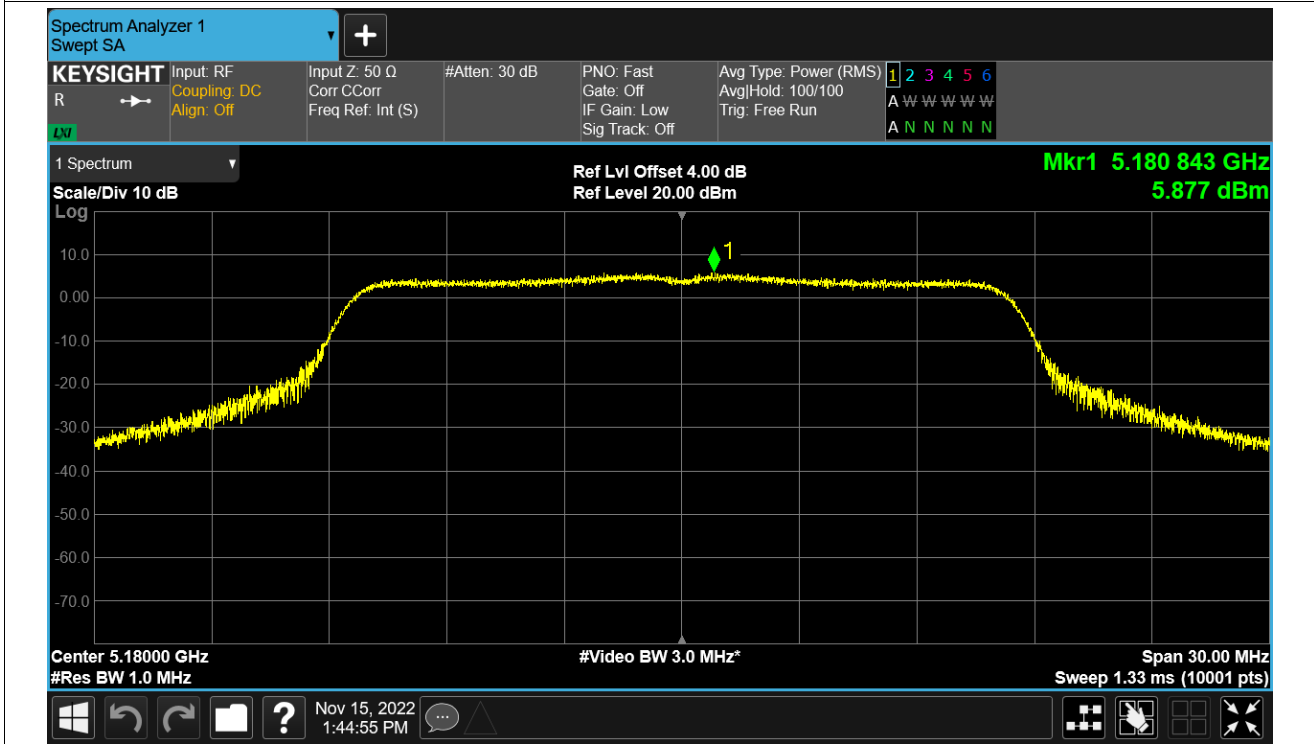 Spectrum Analyzer 1
Swept SA
+
KEYSIGHT
R
LXI
Input: RF
Coupling: DC
Align: Off
Input Z: 50 Ω
Corr CCorr
Freq Ref: Int (S)
#Atten: 30 dB
PNO: Fast
Gate: Off
IF Gain: Low
Sig Track: Off
Avg Type: Power (RMS)
Avg|Hold: 100/100
Trig: Free Run
1 2 3 4 5 6
A W W W W W
A N N N N N
1 Spectrum
Scale/Div 10 dB
Ref Lvl Offset 4.00 dB
Ref Level 20.00 dBm
Mkr1 5.180 843 GHz
5.877 dBm
Log
1
10.0
0.00
-10.0
-20.0
-30.0
-40.0
-50.0
-60.0
-70.0
Center 5.18000 GHz
#Res BW 1.0 MHz
#Video BW 3.0 MHz*
Span 30.00 MHz
Sweep 1.33 ms (10001 pts)
?
Nov 15, 2022
1:44:55 PM